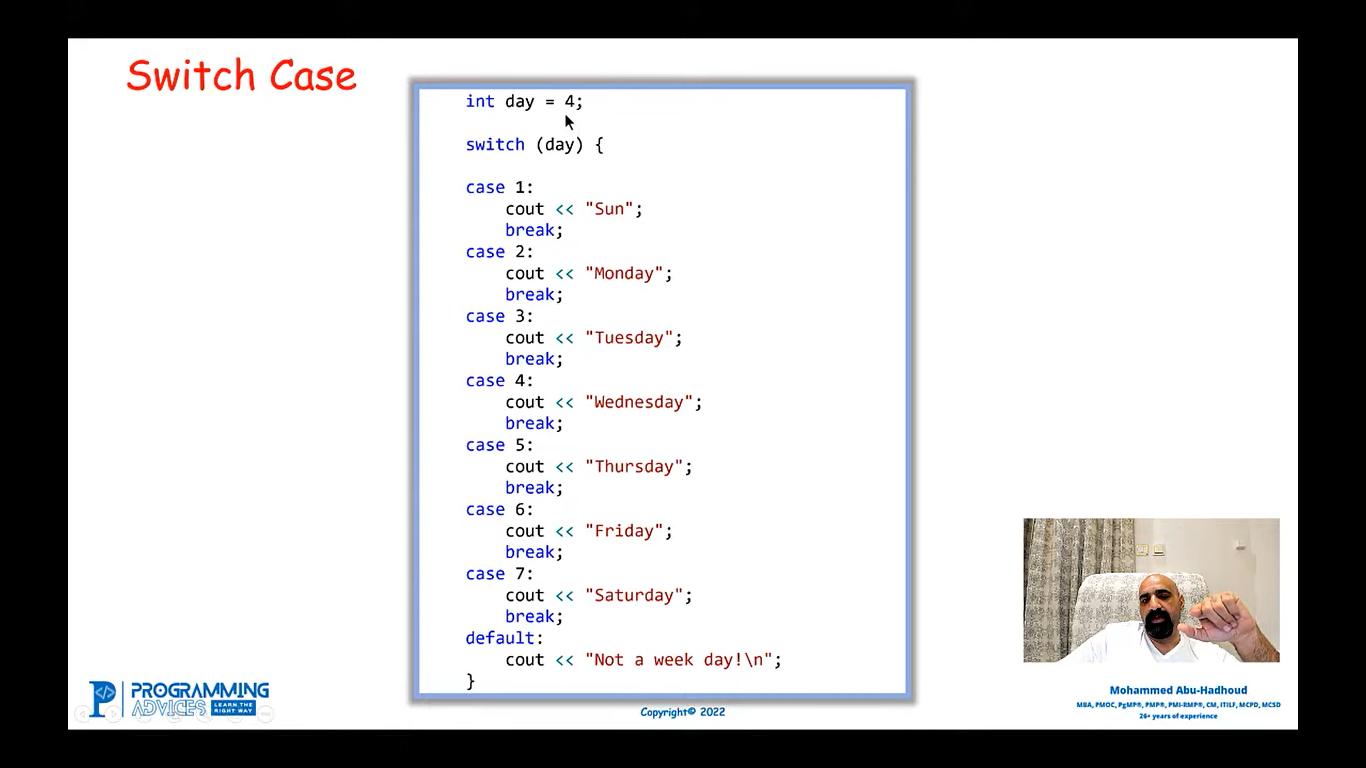 Switch Case
int day = 4;
switch (day) {
case 1:
cout << "Sun";
break;
case 2:
cout << "Monday";
break;
case 3:
cout << "Tuesday";
break;
case 4:
cout << "Wednesday";
break;
case 5:
cout << "Thursday";
break;
case 6:
cout << "Friday";
break;
case 7:
cout << "Saturday";
break;
default:
cout << "Not a week day!\n";
}
PROGRAMMING
ADVICES
LEARN THE
RIGHT WAY
Copyright© 2022
Mohammed Abu-Hadhoud
MBA, PMOC, PgMP®, PMP®, PMI-RMP®, CM, ITILF, MCPD, MCSD
26+ years of experience